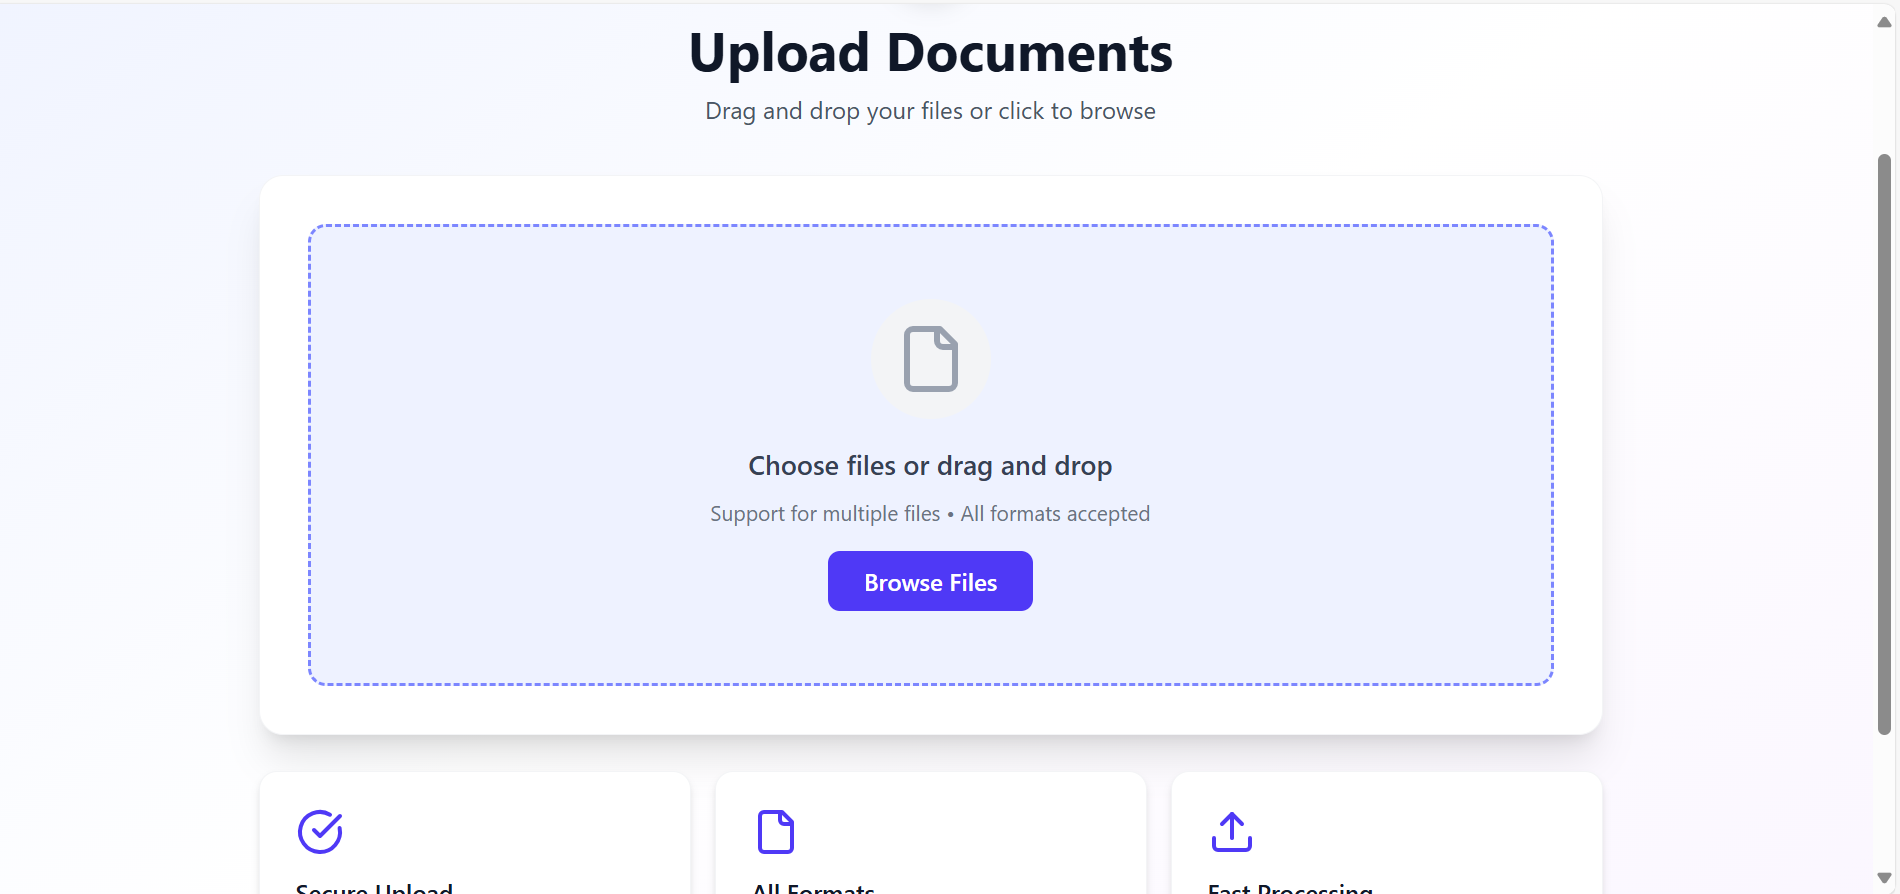 Upload Documents
Drag and drop your files or click to browse
Choose files or drag and drop
Support for multiple files • All formats accepted
Browse Files
Secure Upload
All Formats
Fast Processing